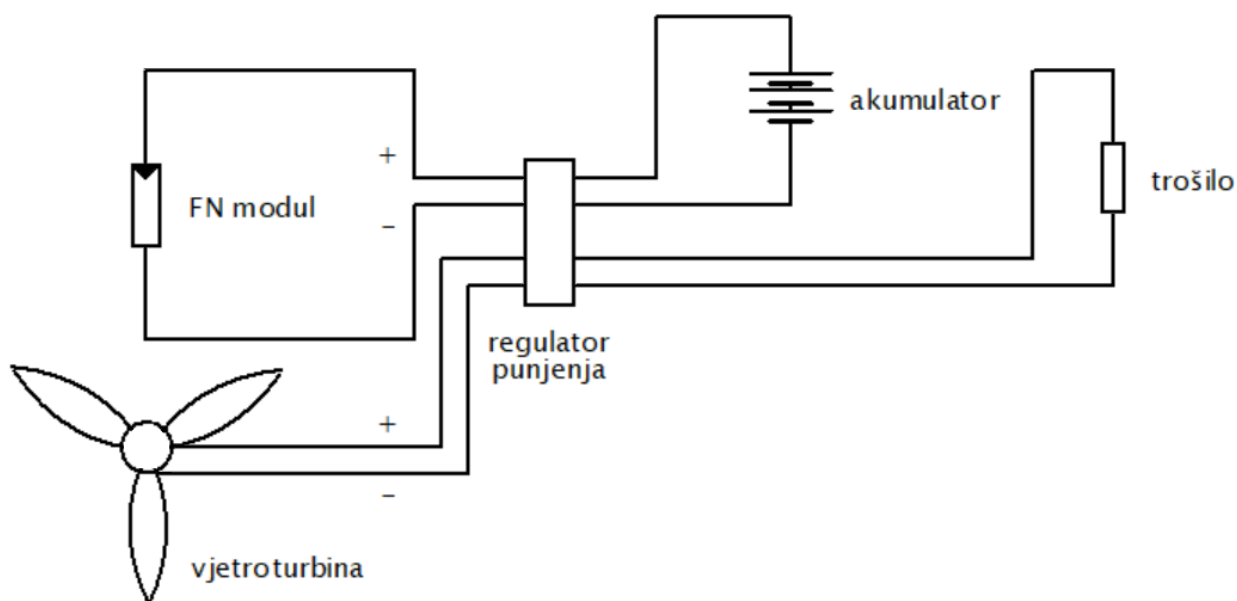 akumulator
+
FN modul
–
trošilo
regulator
punjenja
+
–
vjetroturbina